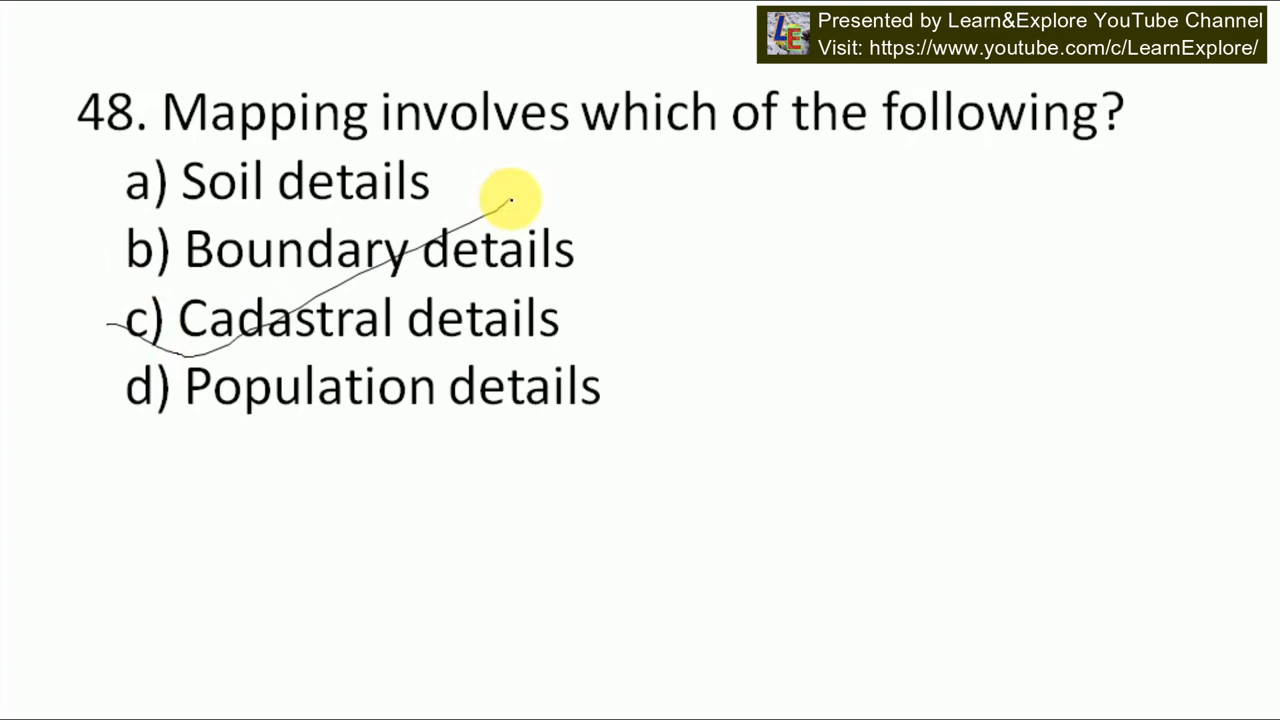 Presented by Learn&Explore YouTube Channel
Visit: https://www.youtube.com/c/LearnExplore/
LE
48. Mapping involves which of the following?
a) Soil details
b) Boundary details
c) Cadastral details
d) Population details